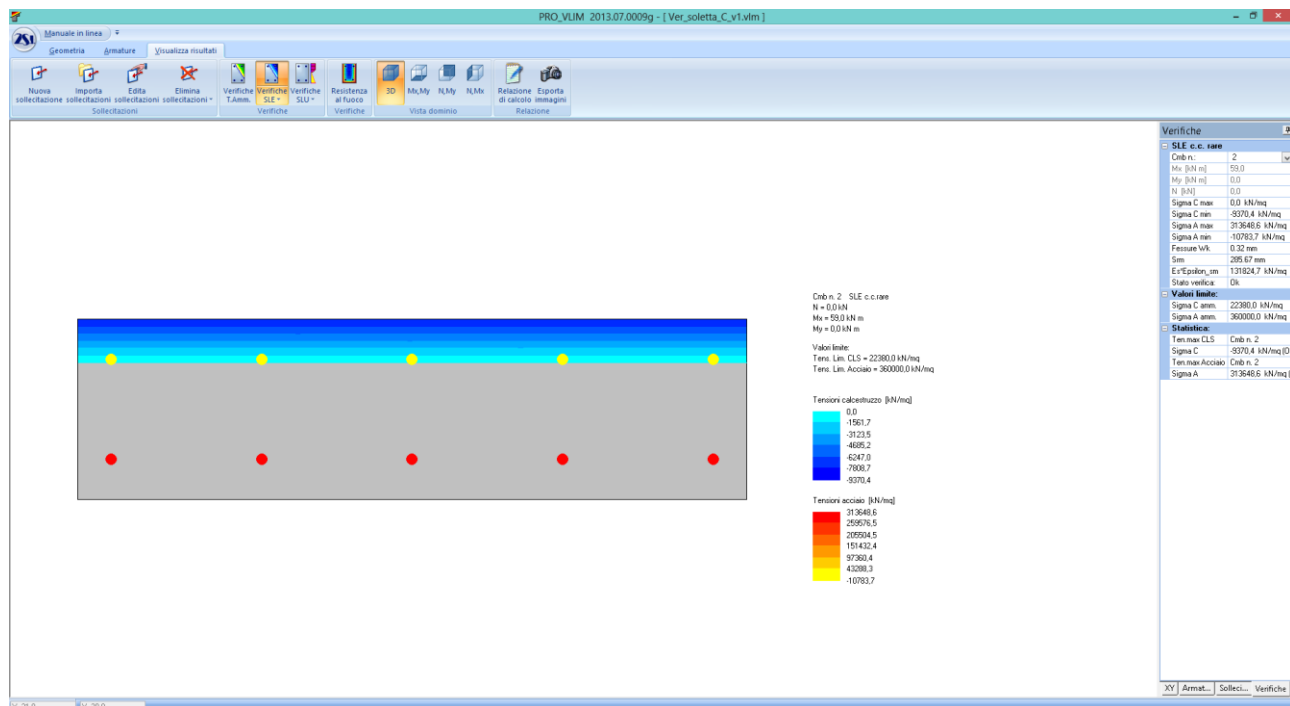 PRO_VLIM 2013.07.0009g - [ Ver_soletta_C_v1.vlm ]
2SI
Manuale in linea
Geometria Armature Visualizza risultati
Nuova sollecitazione
Importa sollecitazioni
Edita sollecitazioni
Elimina sollecitazioni
Verifiche T.Amm.
Verifiche SLE
Verifiche SLU
Resistenza al fuoco
3D
Mx,My
N,My
N,Mx
Relazione di calcolo
Esporta immagini
Sollecitazioni Verifiche Verifiche Vista dominio Relazione
Cmb n. 2 SLE c.c.rare
N = 0,0 kN
Mx = 59,0 kN m
My = 0,0 kN m
Valori limite:
Tens. Lim. CLS = 22380,0 kN/mq
Tens. Lim. Acciaio = 360000,0 kN/mq
Tensioni calcestruzzo [kN/mq]
0,0
-1561,7
-3123,5
-4685,2
-6247,0
-7808,7
-9370,4
Tensioni acciaio [kN/mq]
313648,6
259576,5
205504,5
151432,4
97360,4
43288,3
-10783,7
Verifiche
SLE c.c. rare
Cmb n.: 2
Mx [kN m] 59,0
My [kN m] 0,0
N [kN] 0,0
Sigma C max 0,0 kN/mq
Sigma C min -9370,4 kN/mq
Sigma A max 313648,6 kN/mq
Sigma A min -10783,7 kN/mq
Fessure Wk 0.32 mm
Srm 285.67 mm
Es*Epsilon_sm 131824,7 kN/mq
Stato verifica: Ok
Valori limite:
Sigma C amm. 22380,0 kN/mq
Sigma A amm. 360000,0 kN/mq
Statistica:
Ten.max CLS Cmb n. 2
Sigma C -9370,4 kN/mq (O
Ten.max Acciaio Cmb n. 2
Sigma A 313648,6 kN/mq (
XY Armat... Solleci... Verifiche